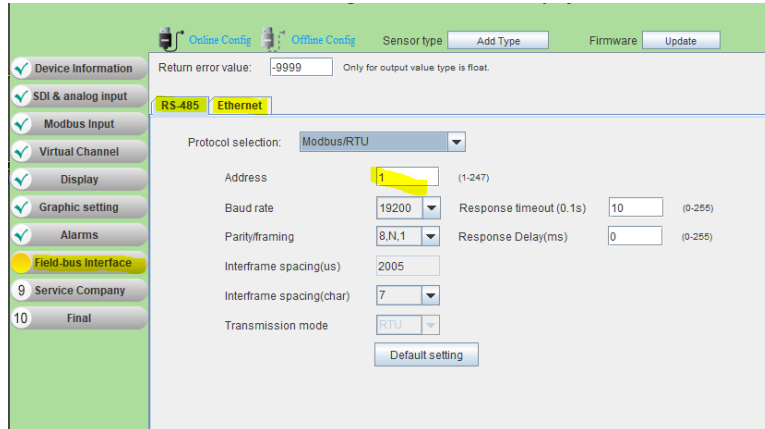 Online Config Offline Config Sensor type Add Type Firmware Update
Device Information Return error value: -9999 Only for output value type is float.
SDI & analog input RS-485 Ethernet
Modbus Input
Virtual Channel Protocol selection: Modbus/RTU
Display Address 1 (1-247)
Graphic setting Baud rate 19200 Response timeout (0.1s) 10 (0-255)
Alarms Parity/framing 8,N,1 Response Delay(ms) 0 (0-255)
Field-bus Interface Interframe spacing(us) 2005
9 Service Company Interframe spacing(char) 7
10 Final Transmission mode RTU
Default setting